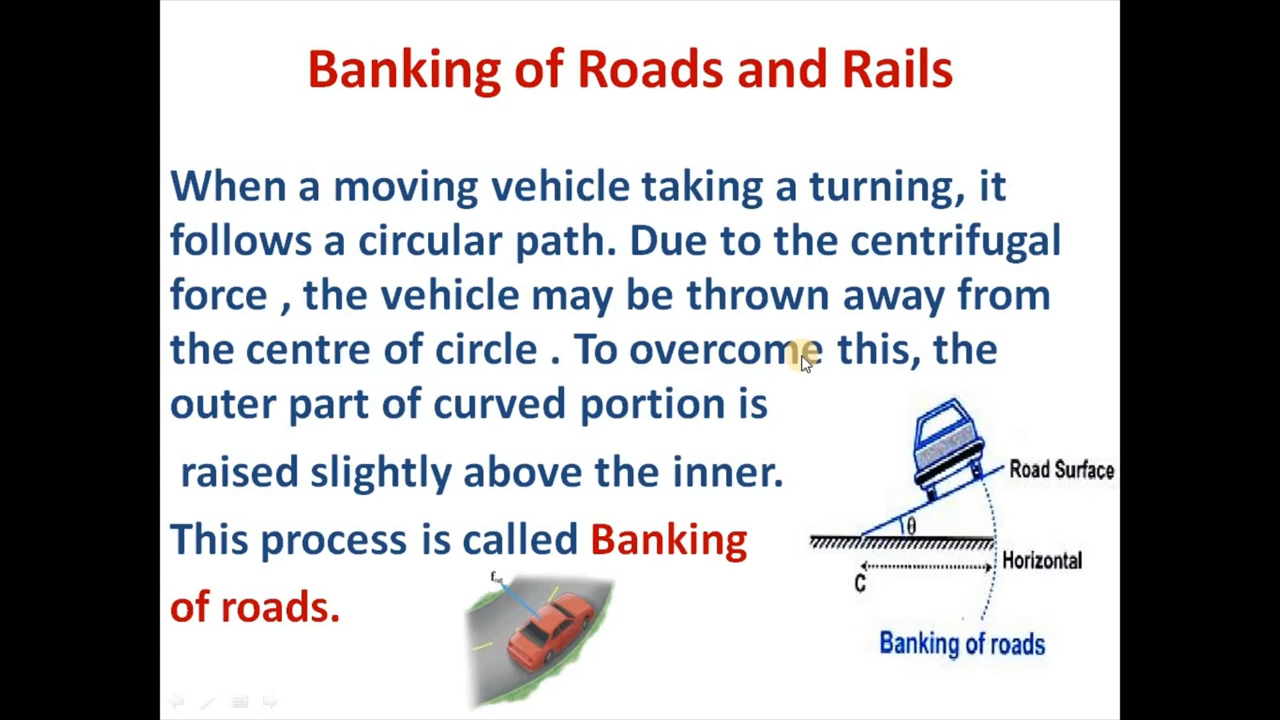 Banking of Roads and Rails
When a moving vehicle taking a turning, it
follows a circular path. Due to the centrifugal
force , the vehicle may be thrown away from
the centre of circle . To overcome this, the
outer part of curved portion is
raised slightly above the inner.
This process is called Banking
of roads.
Road Surface
θ
Horizontal
C
Banking of roads